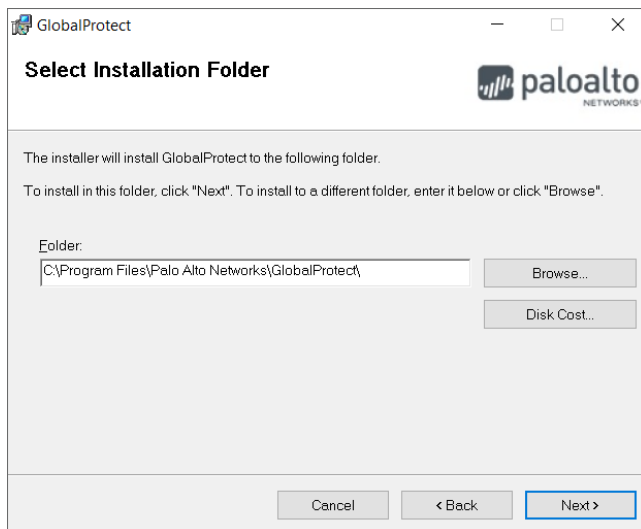 GlobalProtect
Select Installation Folder
paloalto
NETWORKS
The installer will install GlobalProtect to the following folder.
To install in this folder, click "Next". To install to a different folder, enter it below or click "Browse".
Folder:
C:\Program Files\Palo Alto Networks\GlobalProtect\
Browse...
Disk Cost...
Cancel
< Back
Next >